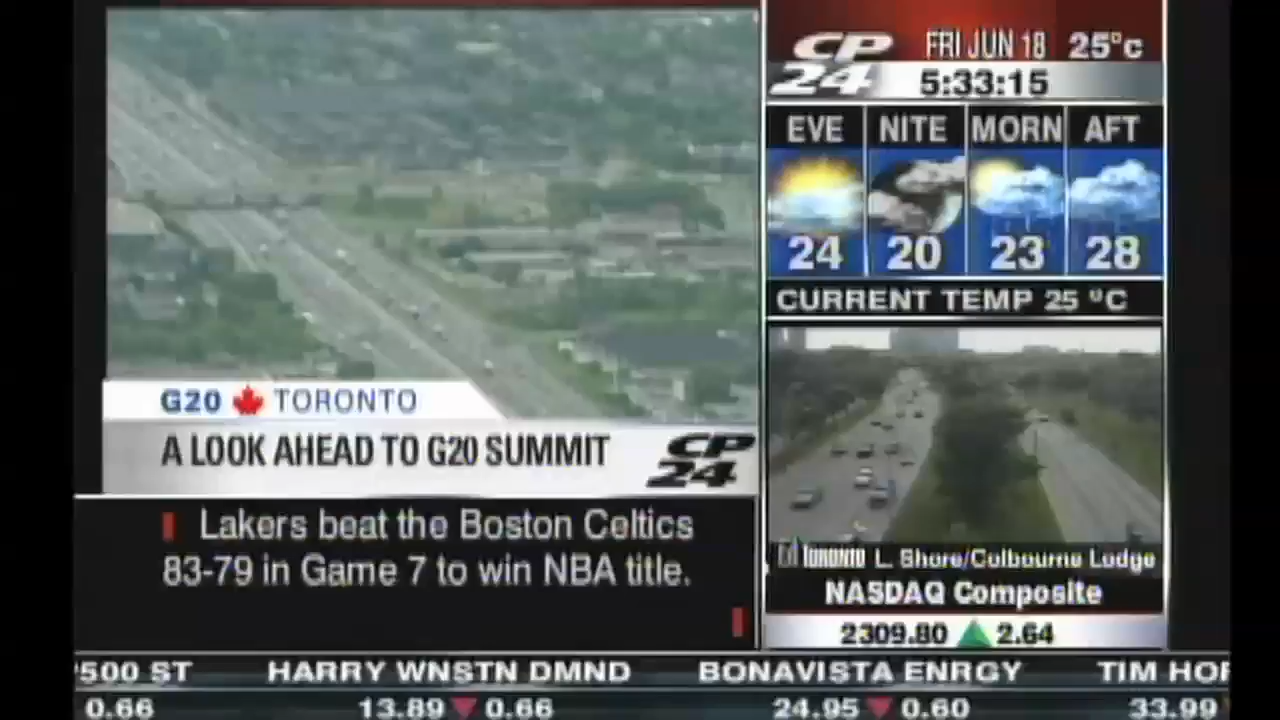 G20 TORONTO
A LOOK AHEAD TO G20 SUMMIT
CP 24
Lakers beat the Boston Celtics
83-79 in Game 7 to win NBA title.
CP 24
FRI JUN 18 25°c
5:33:15
EVE NITE MORN AFT
24 20 23 28
CURRENT TEMP 25 °C
Toronto L. Shore/Colbourne Lodge
NASDAQ Composite
2309.80 2.64
'500 ST HARRY WNSTN DMND BONAVISTA ENRGY TIM HOR
0.66 13.89 0.66 24.95 0.60 33.99